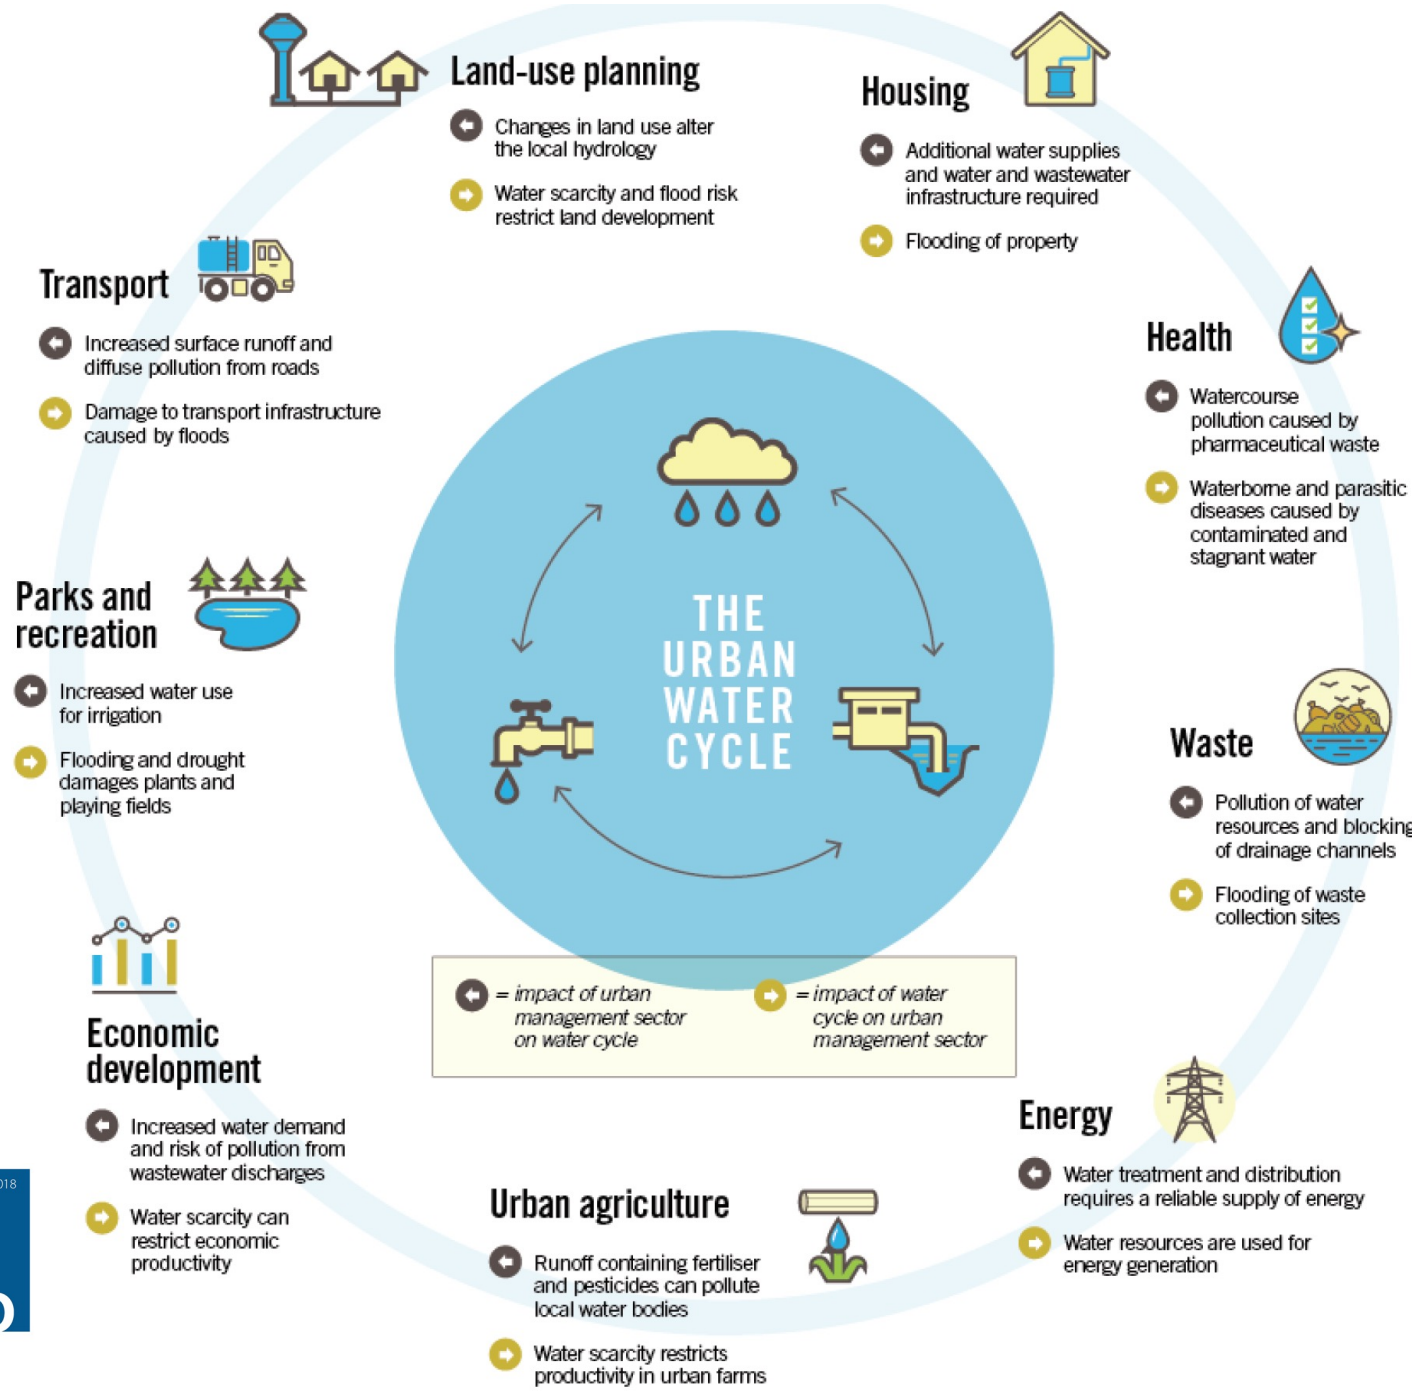 Land-use planning
Changes in land use alter
the local hydrology
Water scarcity and flood risk
restrict land development
Housing
Additional water supplies
and water and wastewater
infrastructure required
Flooding of property
Transport
Increased surface runoff and
diffuse pollution from roads
Damage to transport infrastructure
caused by floods
Health
Watercourse
pollution caused by
pharmaceutical waste
Waterborne and parasitic
diseases caused by
contaminated and
stagnant water
Parks and
recreation
Increased water use
for irrigation
Flooding and drought
damages plants and
playing fields
THE
URBAN
WATER
CYCLE
Waste
Pollution of water
resources and blocking
of drainage channels
Flooding of waste
collection sites
= impact of urban
management sector
on water cycle
= impact of water
cycle on urban
management sector
Economic
development
Increased water demand
and risk of pollution from
wastewater discharges
Water scarcity can
restrict economic
productivity
Energy
Water treatment and distribution
requires a reliable supply of energy
Water resources are used for
energy generation
Urban agriculture
Runoff containing fertiliser
and pesticides can pollute
local water bodies
Water scarcity restricts
productivity in urban farms